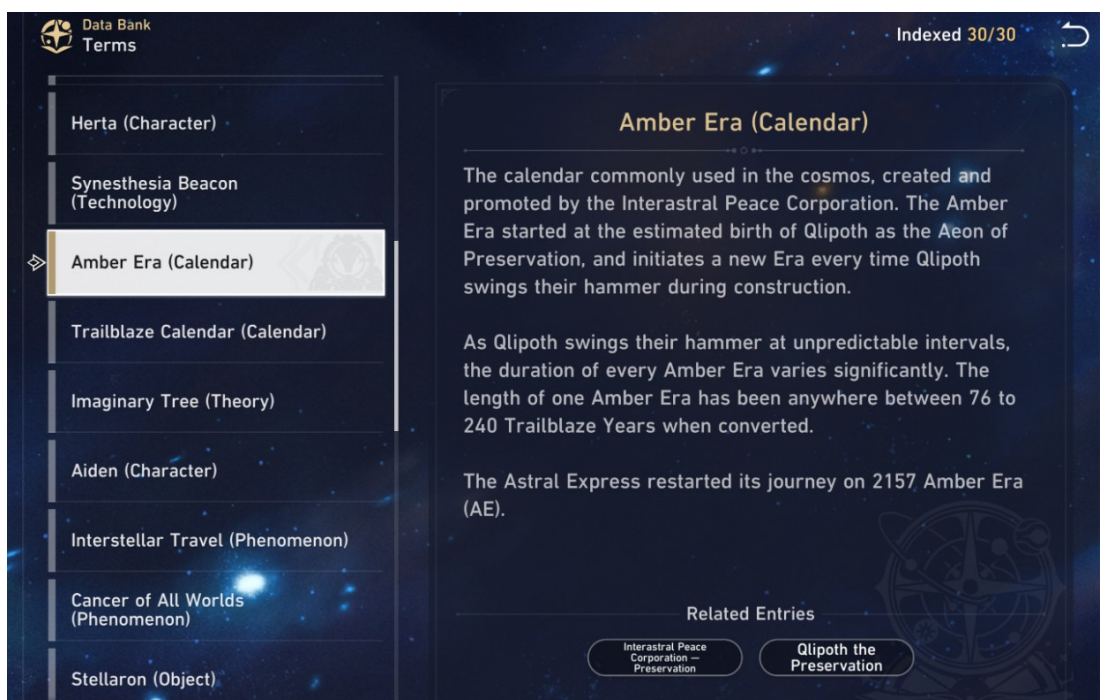 Data Bank
Terms
Indexed 30/30
Herta (Character)
Synesthesia Beacon
(Technology)
Amber Era (Calendar)
Trailblaze Calendar (Calendar)
Imaginary Tree (Theory)
Aiden (Character)
Interstellar Travel (Phenomenon)
Cancer of All Worlds
(Phenomenon)
Stellaron (Object)
Amber Era (Calendar)
The calendar commonly used in the cosmos, created and
promoted by the Interastral Peace Corporation. The Amber
Era started at the estimated birth of Qlipoth as the Aeon of
Preservation, and initiates a new Era every time Qlipoth
swings their hammer during construction.
As Qlipoth swings their hammer at unpredictable intervals,
the duration of every Amber Era varies significantly. The
length of one Amber Era has been anywhere between 76 to
240 Trailblaze Years when converted.
The Astral Express restarted its journey on 2157 Amber Era
(AE).
Related Entries
Interastral Peace
Corporation —
Preservation
Qlipoth the
Preservation